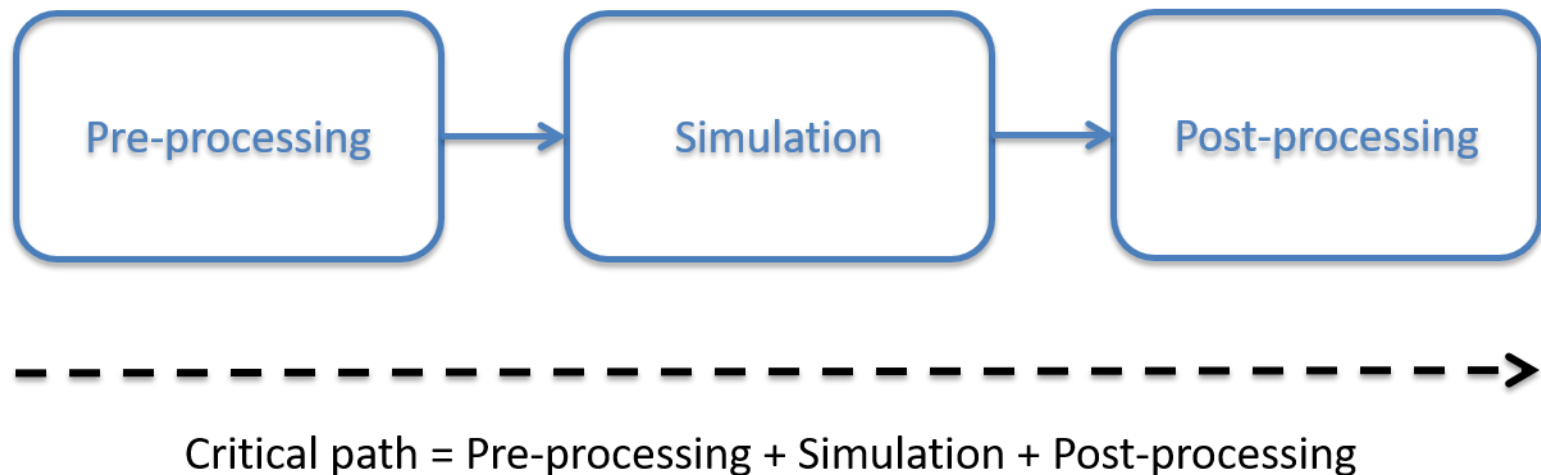 Pre-processing
Simulation
Post-processing
Critical path = Pre-processing + Simulation + Post-processing